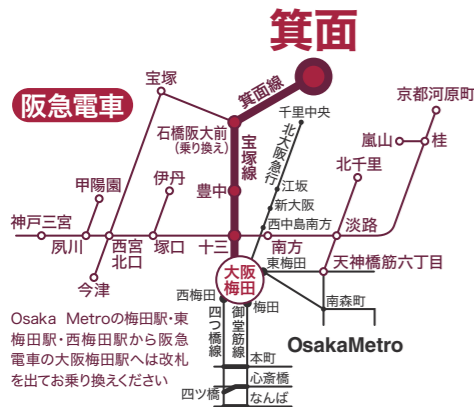 箕面
阪急電車
宝塚
箕面線
千里中央
京都河原町
石橋阪大前
(乗り換え)
宝塚線
北大阪急行
嵐山
桂
北千里
甲陽園
伊丹
豊中
江坂
新大阪
西中島南方
神戸三宮
夙川
西宮
北口
塚口
十三
南方
淡路
今津
大阪
梅田
東梅田
天神橋筋六丁目
西梅田
梅田
南森町
四つ橋線
御堂筋線
OsakaMetro
本町
心斎橋
四ツ橋
なんば
Osaka Metroの梅田駅・東
梅田駅・西梅田駅から阪急
電車の大阪梅田駅へは改札
を出てお乗り換えください